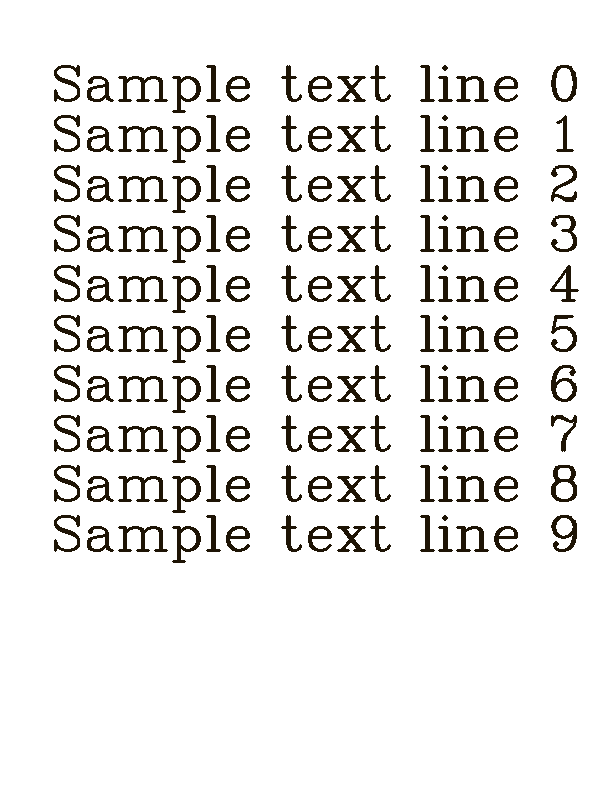 Sample text line 0
Sample text line 1
Sample text line 2
Sample text line 3
Sample text line 4
Sample text line 5
Sample text line 6
Sample text line 7
Sample text line 8
Sample text line 9